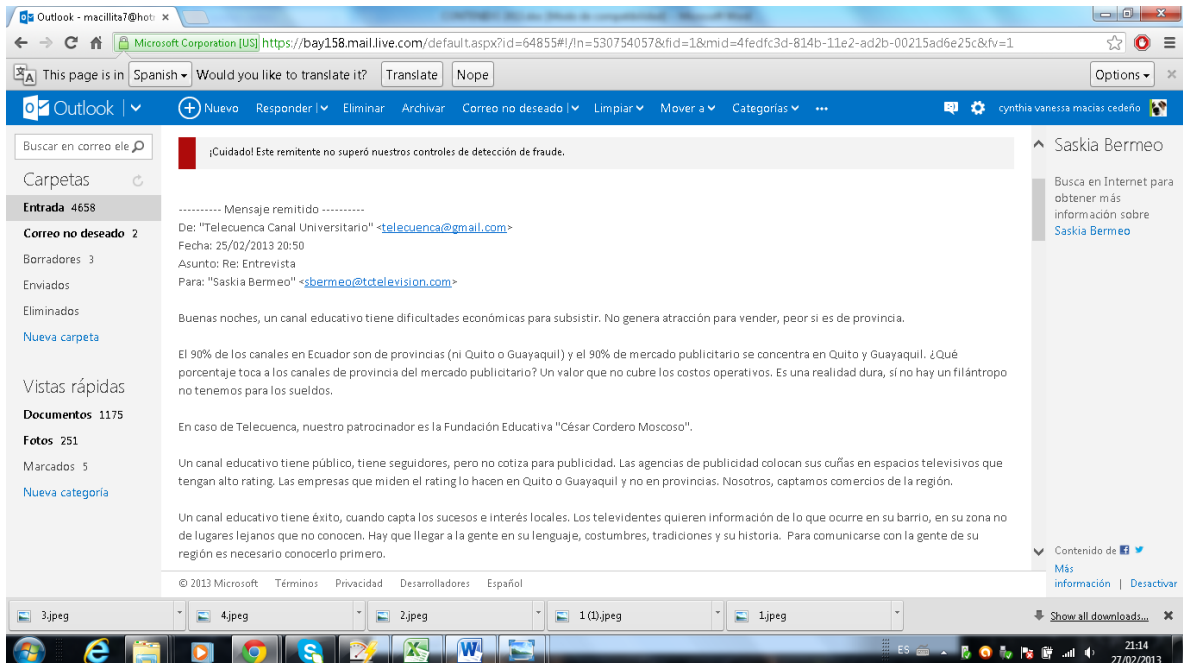 Outlook - macillita7@hot
Microsoft Corporation [US] https://bay158.mail.live.com/default.aspx?id=64855#!/!n=530754057&fid=1&mid=4fedfc3d-814b-11e2-ad2b-00215ad6e25c&fv=1
This page is in Spanish Would you like to translate it? Translate Nope Options
Outlook Nuevo Responder Eliminar Archivar Correo no deseado Limpiar Mover a Categorías ••• cynthia vanessa macias cedeño
Buscar en correo ele
Carpetas
Entrada 4658
Correo no deseado 2
Borradores 3
Enviados
Eliminados
Nueva carpeta
Vistas rápidas
Documentos 1175
Fotos 251
Marcados 5
Nueva categoría
¡Cuidado! Este remitente no superó nuestros controles de detección de fraude.
---------- Mensaje remitido ----------
De: "Telecuenca Canal Universitario" <telecuenca@gmail.com>
Fecha: 25/02/2013 20:50
Asunto: Re: Entrevista
Para: "Saskia Bermeo" <sbermeo@tctelevision.com>
Buenas noches, un canal educativo tiene dificultades económicas para subsistir. No genera atracción para vender, peor si es de provincia.
El 90% de los canales en Ecuador son de provincias (ni Quito o Guayaquil) y el 90% de mercado publicitario se concentra en Quito y Guayaquil. ¿Qué
porcentaje toca a los canales de provincia del mercado publicitario? Un valor que no cubre los costos operativos. Es una realidad dura, sí no hay un filántropo
no tenemos para los sueldos.
En caso de Telecuenca, nuestro patrocinador es la Fundación Educativa "César Cordero Moscoso".
Un canal educativo tiene público, tiene seguidores, pero no cotiza para publicidad. Las agencias de publicidad colocan sus cuñas en espacios televisivos que
tengan alto rating. Las empresas que miden el rating lo hacen en Quito o Guayaquil y no en provincias. Nosotros, captamos comercios de la región.
Un canal educativo tiene éxito, cuando capta los sucesos e interés locales. Los televidentes quieren información de lo que ocurre en su barrio, en su zona no
de lugares lejanos que no conocen. Hay que llegar a la gente en su lenguaje, costumbres, tradiciones y su historia. Para comunicarse con la gente de su
región es necesario conocerlo primero.
Saskia Bermeo
Busca en Internet para
obtener más
información sobre
Saskia Bermeo
Contenido de
Más
información | Desactivar
© 2013 Microsoft Términos Privacidad Desarrolladores Español
3.jpeg 4.jpeg 2.jpeg 1 (1).jpeg 1.jpeg Show all downloads...
ES 21:14
27/02/2013